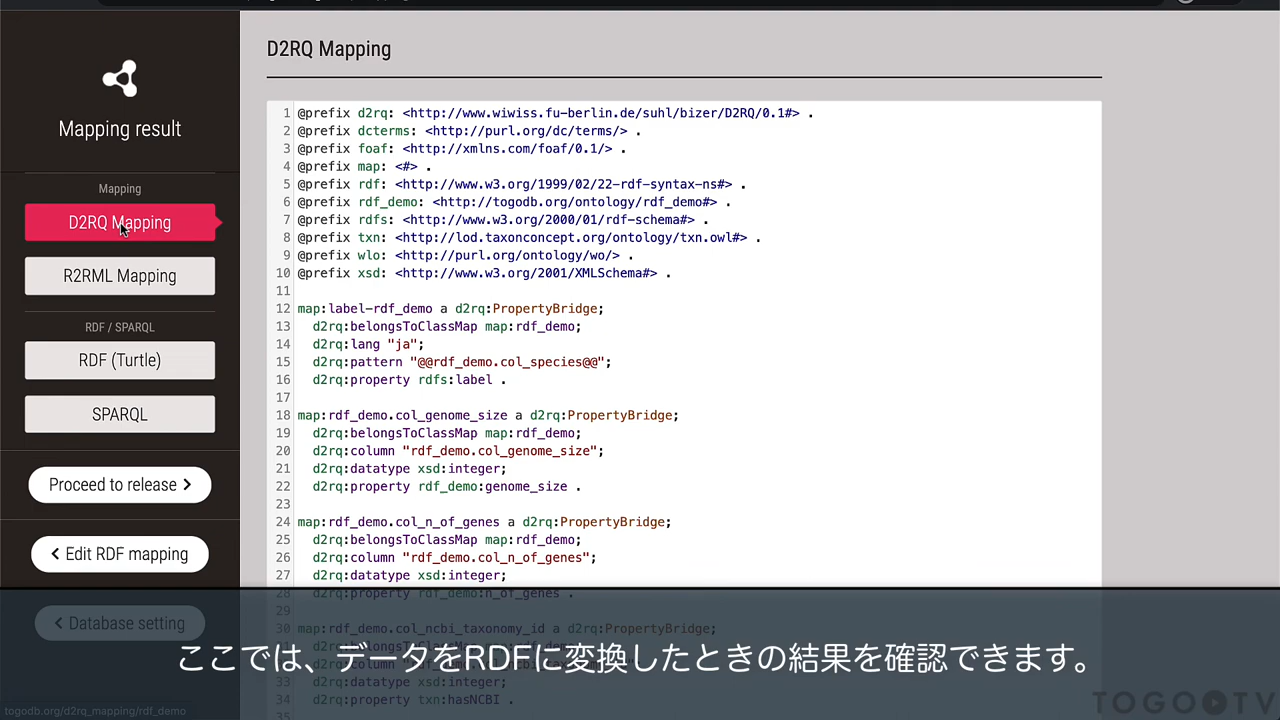 Mapping result
Mapping
D2RQ Mapping
R2RML Mapping
RDF / SPARQL
RDF (Turtle)
SPARQL
Proceed to release
Edit RDF mapping
Database setting
D2RQ Mapping
1 @prefix d2rq: <http://www.wiwiss.fu-berlin.de/suhl/bizer/D2RQ/0.1#> .
2 @prefix dcterms: <http://purl.org/dc/terms/> .
3 @prefix foaf: <http://xmlns.com/foaf/0.1/> .
4 @prefix map: <#> .
5 @prefix rdf: <http://www.w3.org/1999/02/22-rdf-syntax-ns#> .
6 @prefix rdf_demo: <http://togodb.org/ontology/rdf_demo#> .
7 @prefix rdfs: <http://www.w3.org/2000/01/rdf-schema#> .
8 @prefix txn: <http://lod.taxonconcept.org/ontology/txn.owl#> .
9 @prefix wlo: <http://purl.org/ontology/wo/> .
10 @prefix xsd: <http://www.w3.org/2001/XMLSchema#> .
11
12 map:label-rdf_demo a d2rq:PropertyBridge;
13 d2rq:belongsToClassMap map:rdf_demo;
14 d2rq:lang "ja";
15 d2rq:pattern "@@rdf_demo.col_species@@";
16 d2rq:property rdfs:label .
17
18 map:rdf_demo.col_genome_size a d2rq:PropertyBridge;
19 d2rq:belongsToClassMap map:rdf_demo;
20 d2rq:column "rdf_demo.col_genome_size";
21 d2rq:datatype xsd:integer;
22 d2rq:property rdf_demo:genome_size .
23
24 map:rdf_demo.col_n_of_genes a d2rq:PropertyBridge;
25 d2rq:belongsToClassMap map:rdf_demo;
26 d2rq:column "rdf_demo.col_n_of_genes";
27 d2rq:datatype xsd:integer;
28 d2rq:property rdf_demo:n_of_genes .
29
30 map:rdf_demo.col_ncbi_taxonomy_id a d2rq:PropertyBridge;
34 d2rq:property txn:hasNCBI .
35
ここでは、データをRDFに変換したときの結果を確認できます。
togodb.org/d2rq_mapping/rdf_demo
TOGOTV